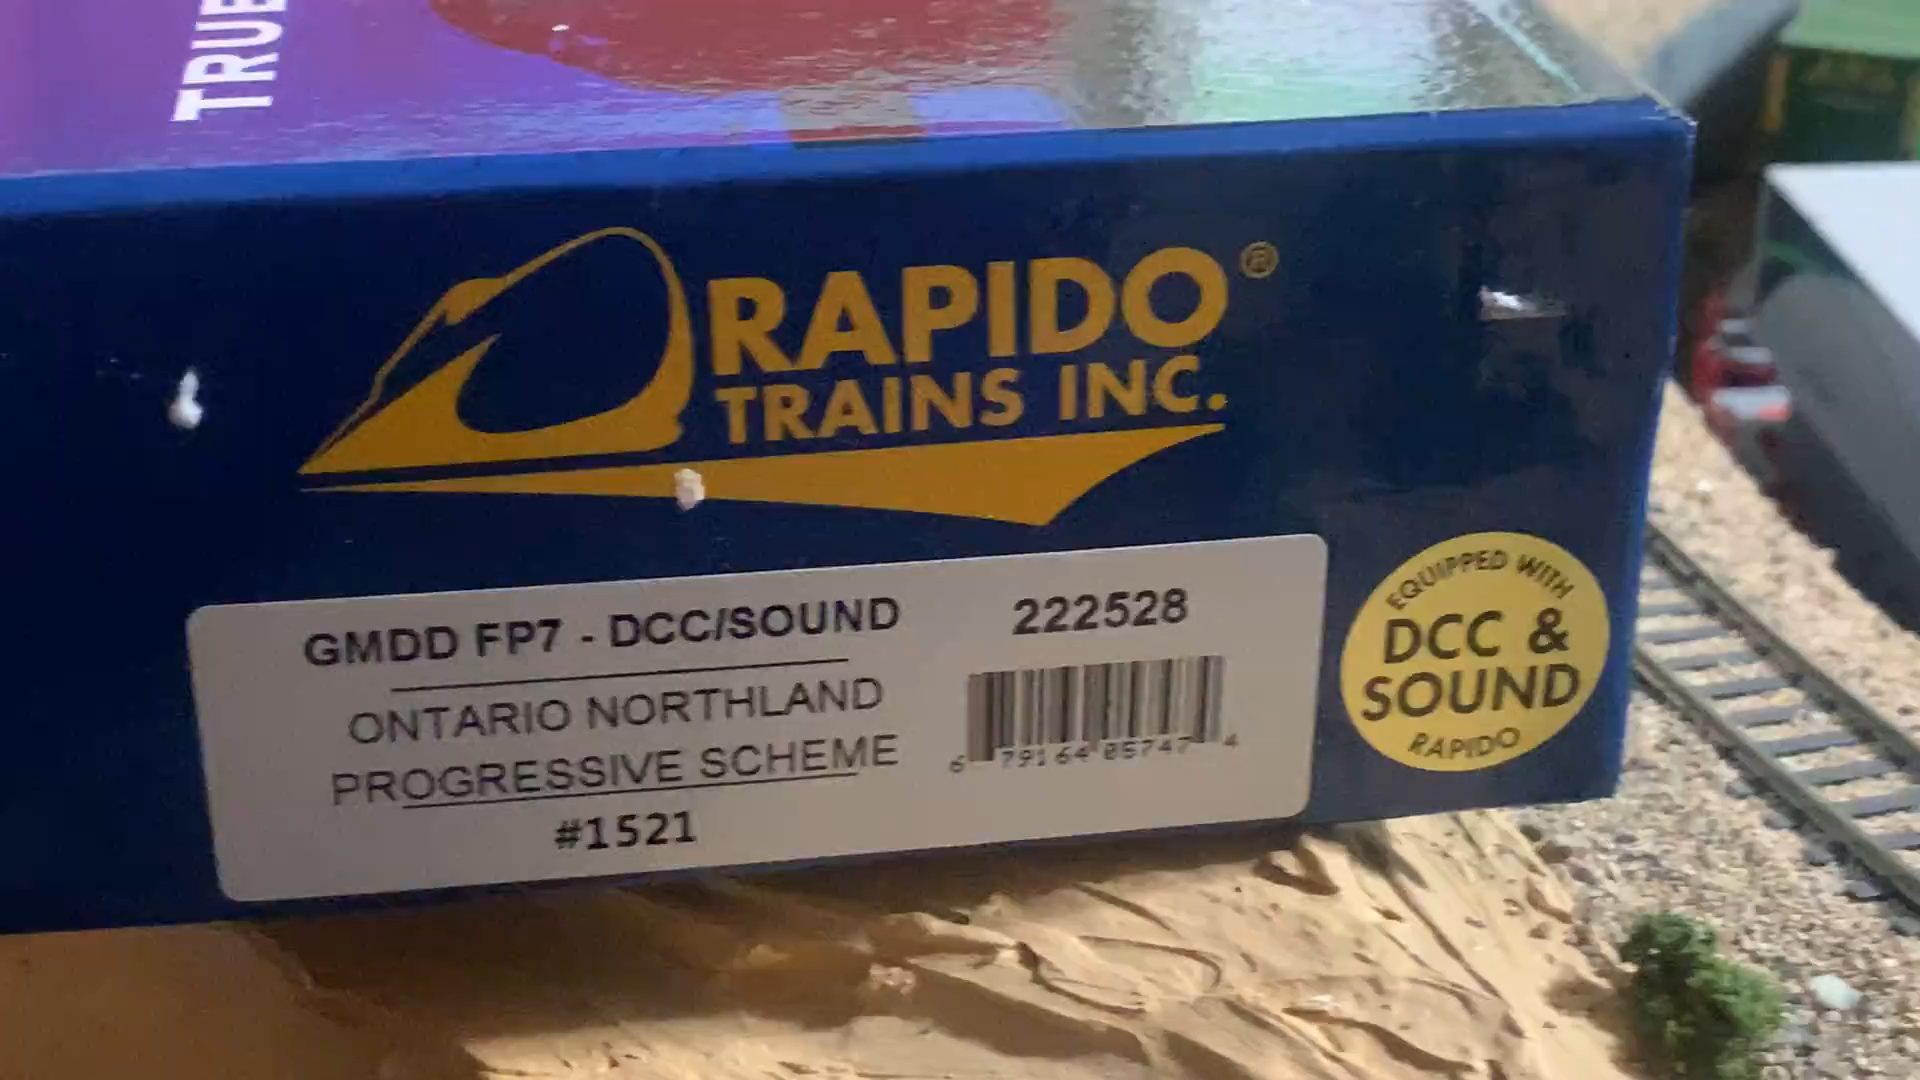 TRUE
RAPIDO®
TRAINS INC.
GMDD FP7 - DCC/SOUND
ONTARIO NORTHLAND
PROGRESSIVE SCHEME
#1521
222528
6 79164 05747 4
EQUIPPED WITH
DCC &
SOUND
RAPIDO